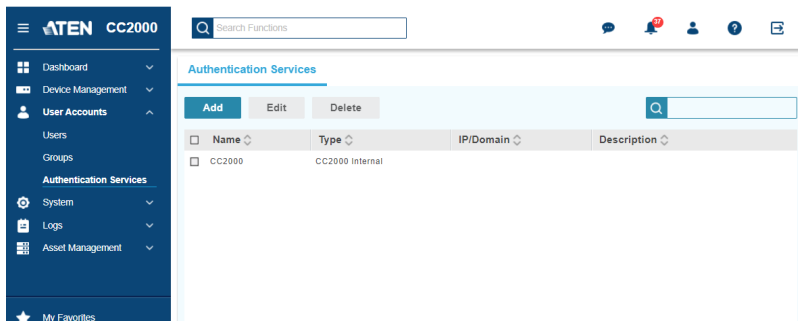 ATEN CC2000
Search Functions
37
Dashboard
Device Management
User Accounts
Users
Groups
Authentication Services
System
Logs
Asset Management
My Favorites
Authentication Services
Add Edit Delete
Name Type IP/Domain Description
CC2000 CC2000 Internal